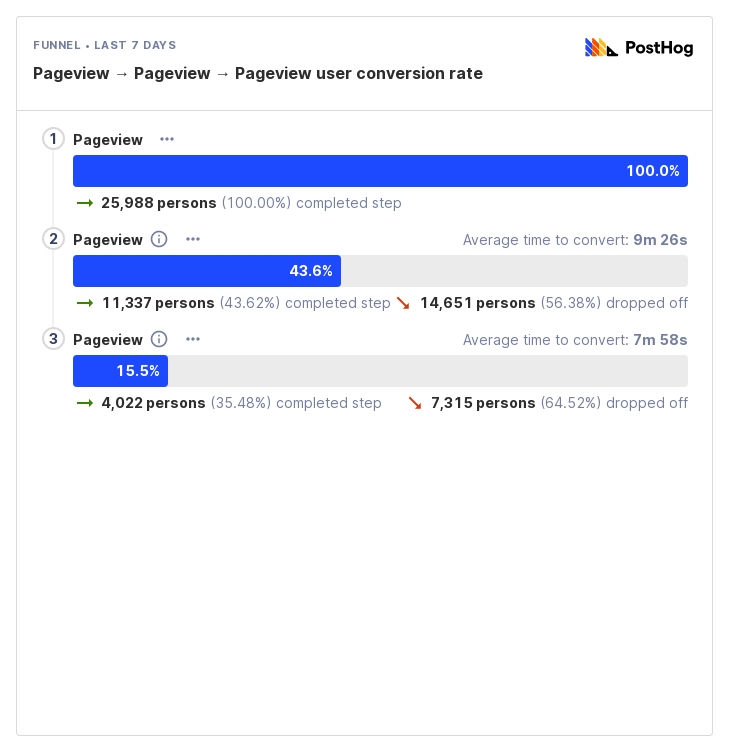 FUNNEL • LAST 7 DAYS
PostHog
Pageview → Pageview → Pageview user conversion rate
1 Pageview •••
100.0%
→ 25,988 persons (100.00%) completed step
2 Pageview ⓘ ••• Average time to convert: 9m 26s
43.6%
→ 11,337 persons (43.62%) completed step ↘ 14,651 persons (56.38%) dropped off
3 Pageview ⓘ ••• Average time to convert: 7m 58s
15.5%
→ 4,022 persons (35.48%) completed step ↘ 7,315 persons (64.52%) dropped off